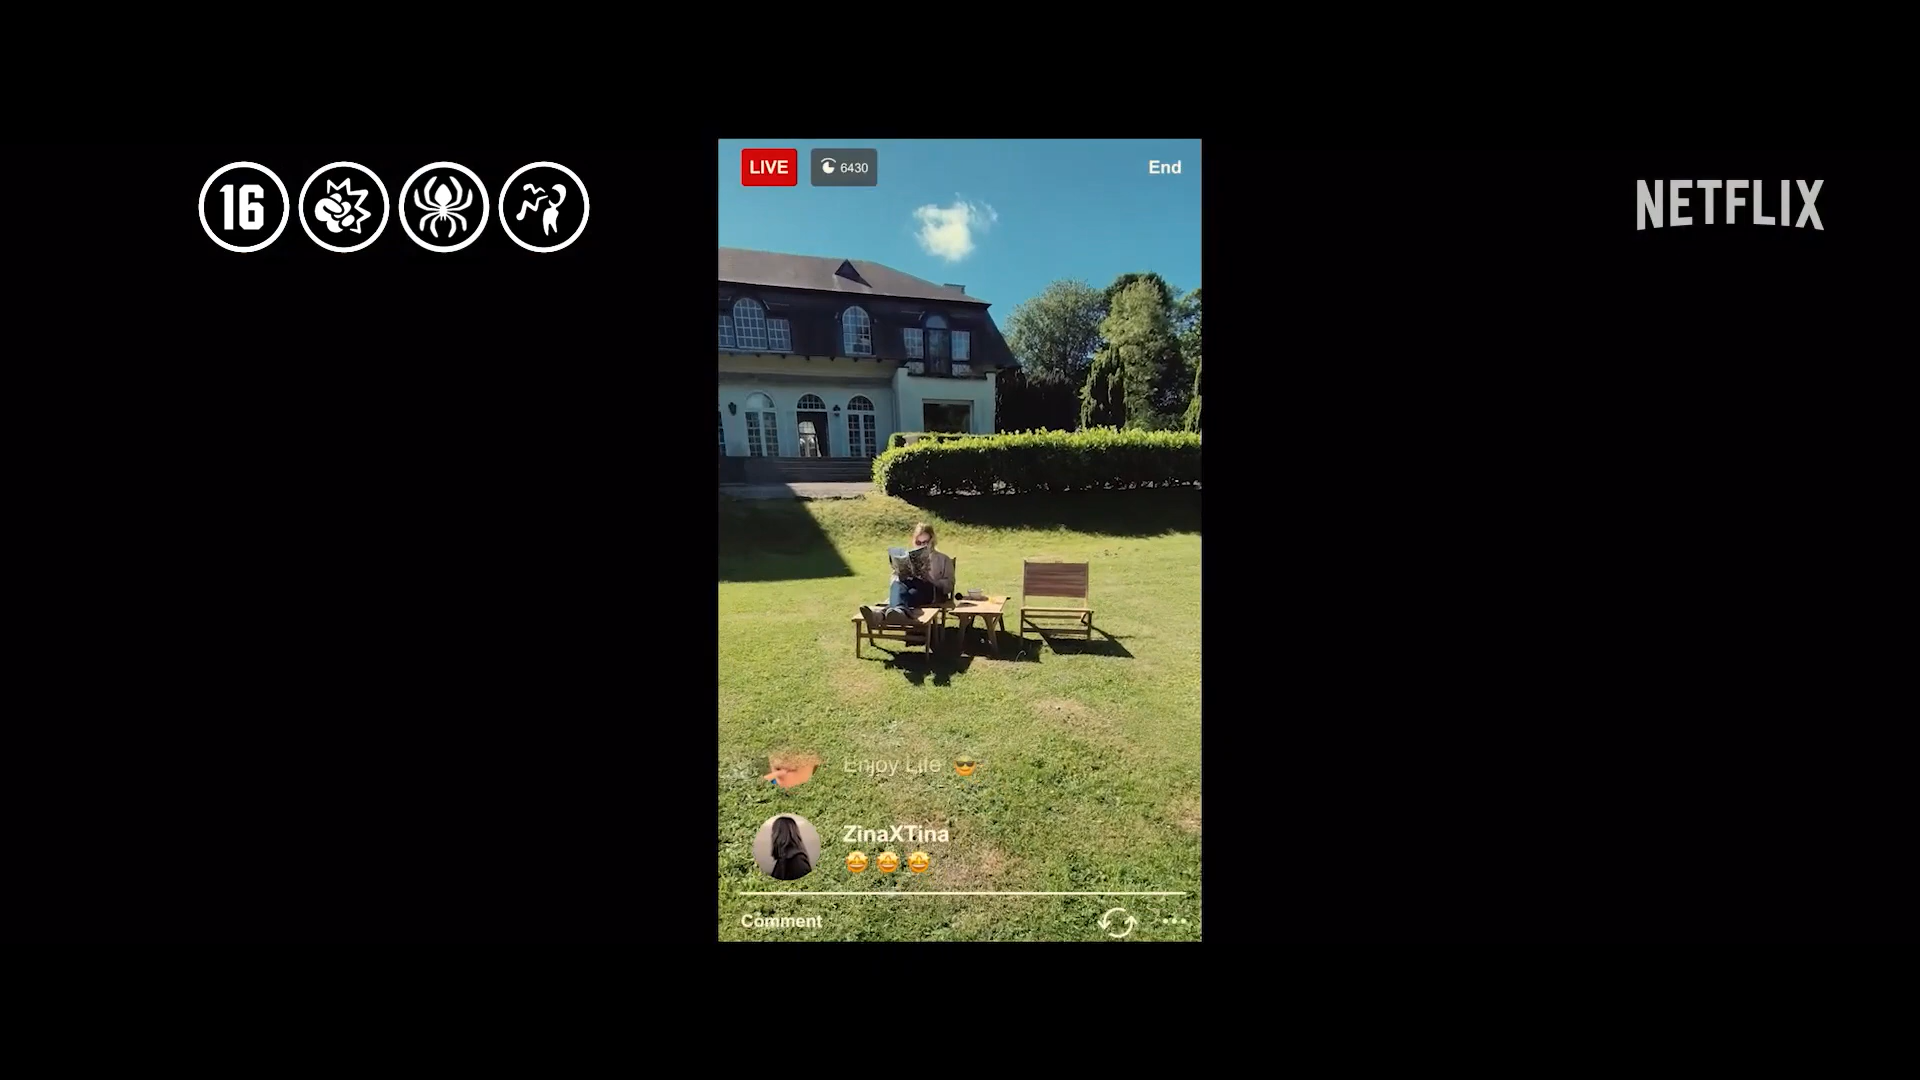 16
NETFLIX
LIVE
6430
End
Enjoy Life 😎
ZinaXTina
🤩 🤩 🤩
Comment